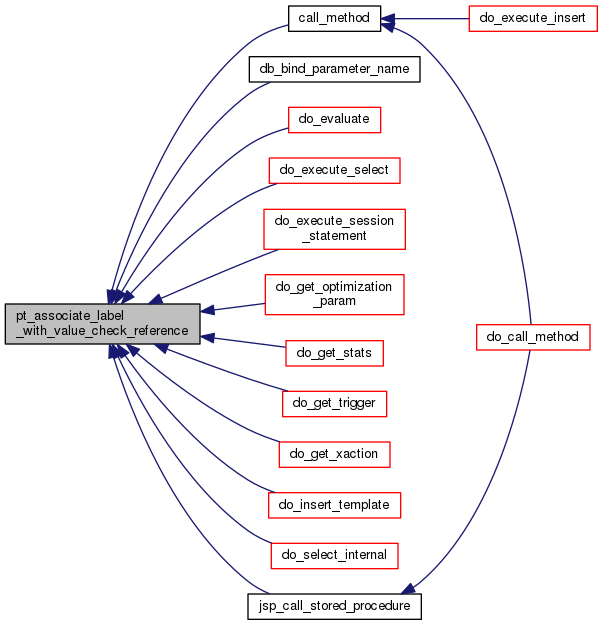 call_method
do_execute_insert
db_bind_parameter_name
do_evaluate
do_execute_select
do_execute_session
_statement
do_get_optimization
_param
pt_associate_label
_with_value_check_reference
do_get_stats
do_call_method
do_get_trigger
do_get_xaction
do_insert_template
do_select_internal
jsp_call_stored_procedure